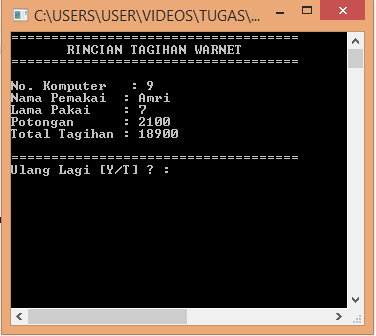 C:\USERS\USER\VIDEOS\TUGAS\...
=====================================
RINCIAN TAGIHAN WARNET
=====================================
No. Komputer : 9
Nama Pemakai : Amri
Lama Pakai : 7
Potongan : 2100
Total Tagihan : 18900
=====================================
Ulang Lagi [Y/T] ? :